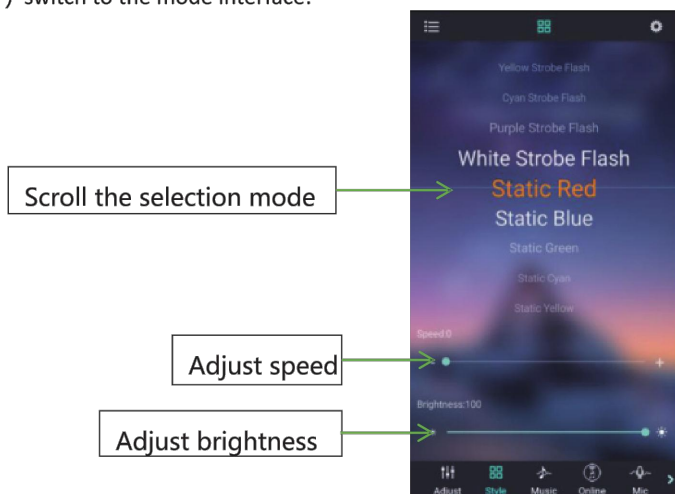 ) switch to the mode interface.
Yellow Strobe Flash
Cyan Strobe Flash
Purple Strobe Flash
White Strobe Flash
Scroll the selection mode
Static Red
Static Blue
Static Green
Static Cyan
Static Yellow
Speed:0
Adjust speed
Brightness:100
Adjust brightness
Adjust Style Music Online Mic